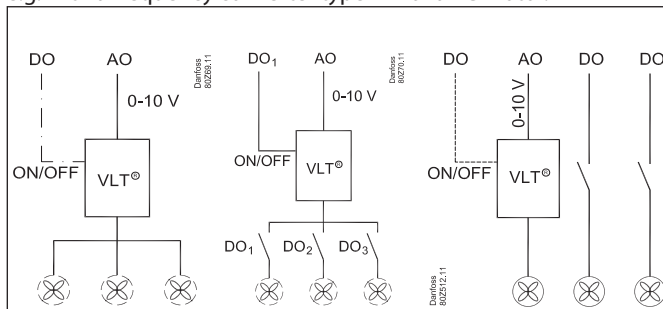 DO
AO
0-10 V
ON/OFF
VLT®
Danfoss
80Z69.11
DO1
AO
0-10 V
ON/OFF
VLT®
DO1
DO2
DO3
Danfoss
80Z70.11
DO
AO
DO
DO
0-10 V
ON/OFF
VLT®
Danfoss
80Z512.11